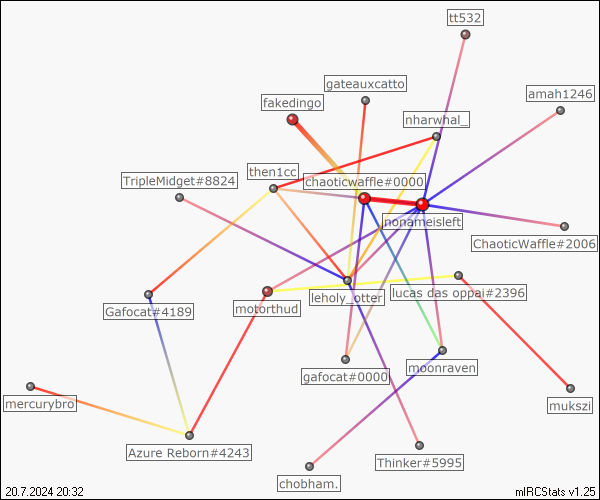 tt532
gateauxcatto
amah1246
fakedingo
nharwhal_
then1cc
TripleMidget#8824
chaoticwaffle#0000
nonameisleft
ChaoticWaffle#2006
lucas das oppai#2396
leholy_otter
motorthud
Gafocat#4189
gafocat#0000
moonraven
mercurybro
mukszi
Azure Reborn#4243
Thinker#5995
chobham.
20.7.2024 20:32
mIRCStats v1.25